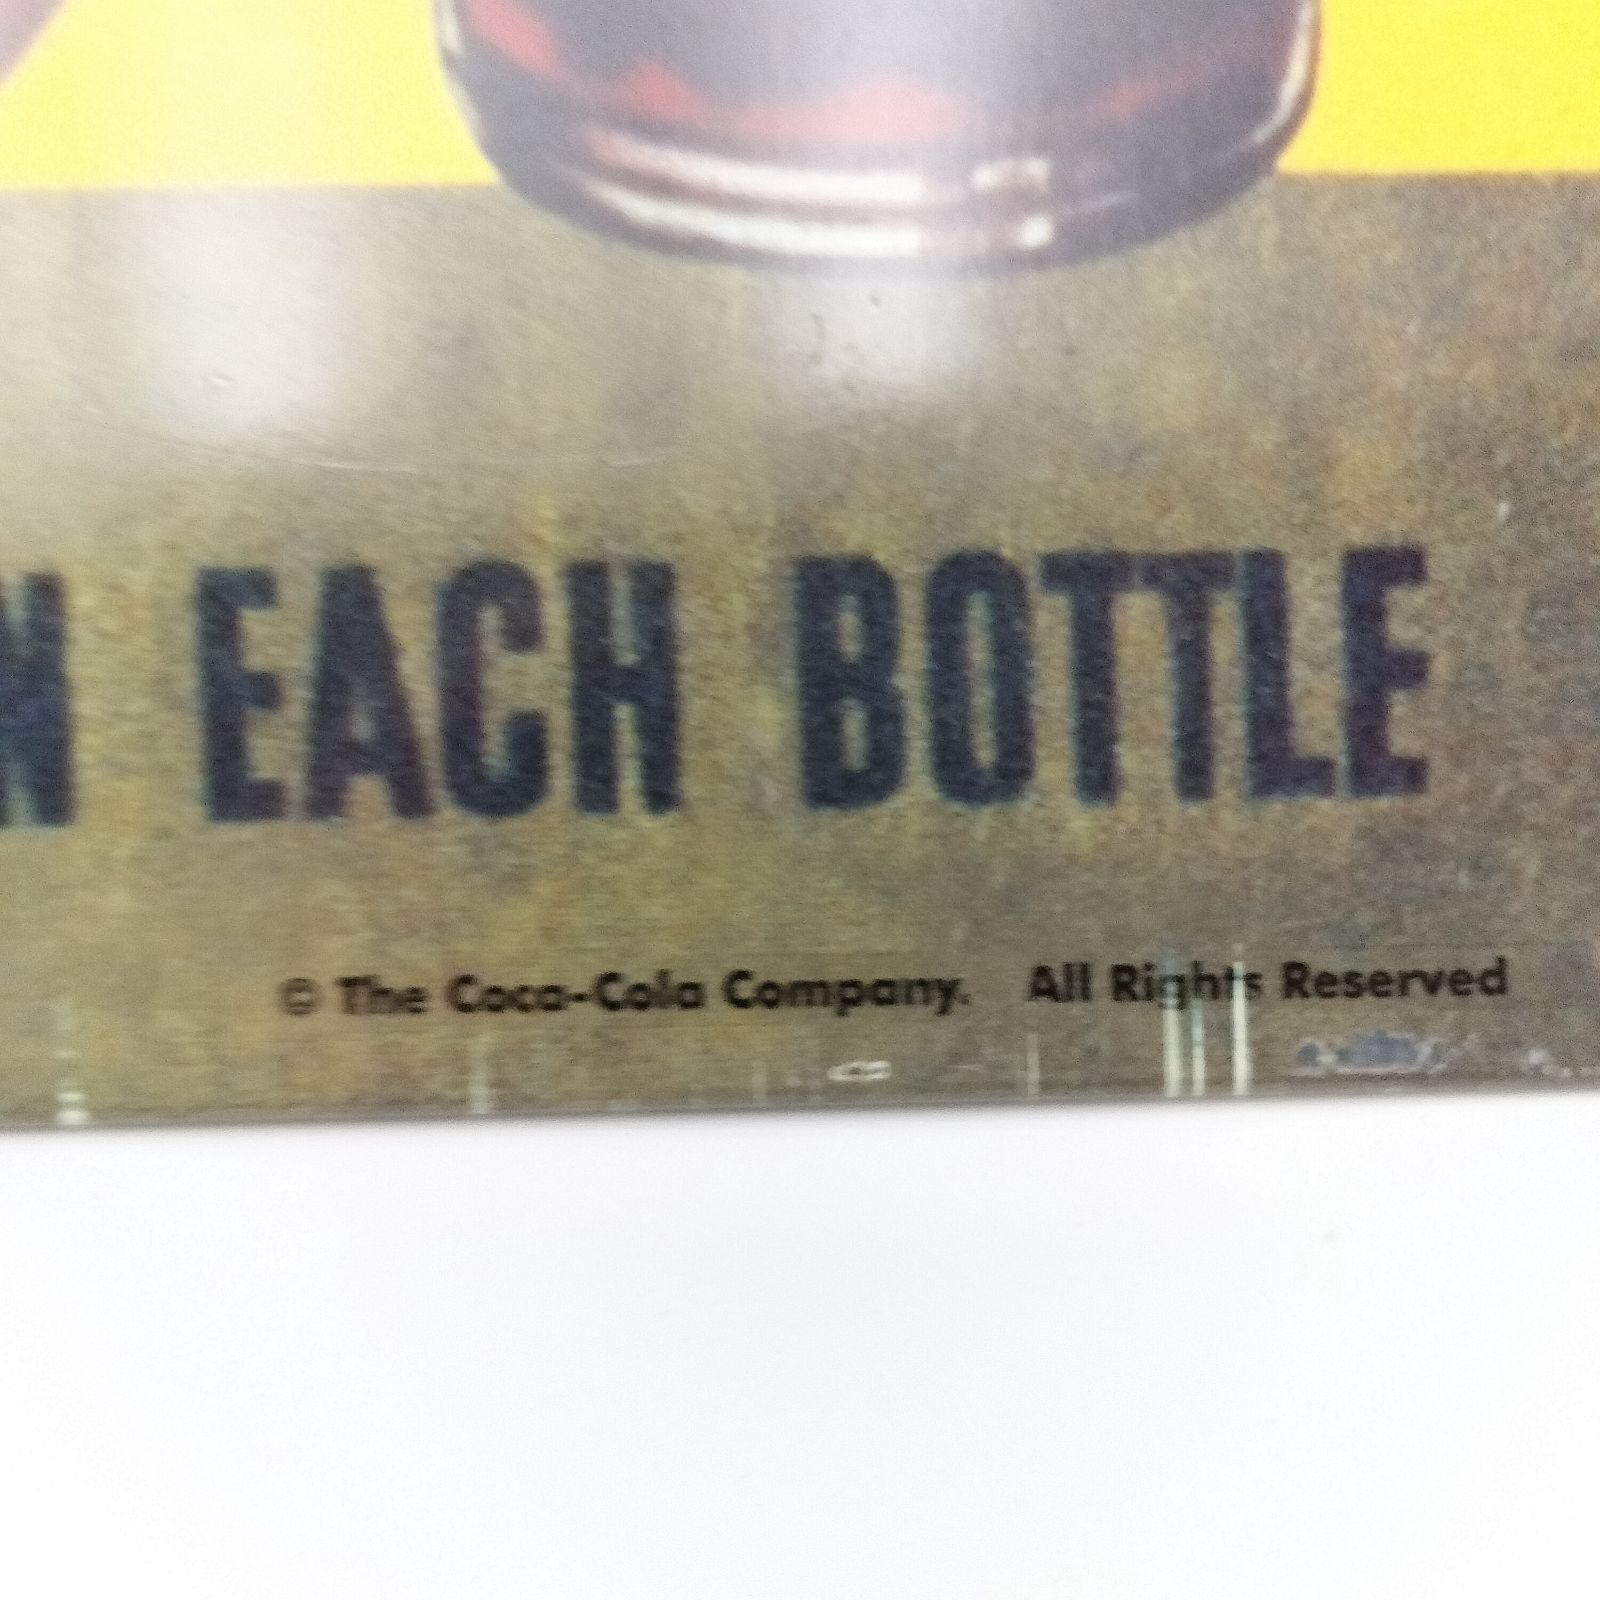 EACH BOTTLE
© The Coca-Cola Company. All Rights Reserved